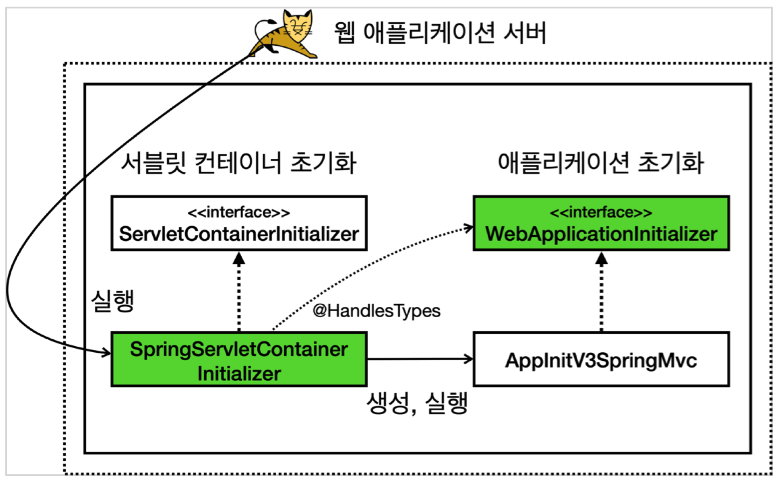 웹 애플리케이션 서버
서블릿 컨테이너 초기화
애플리케이션 초기화
<<interface>>
ServletContainerInitializer
<<interface>>
WebApplicationInitializer
실행
@HandlesTypes
SpringServletContainer
Initializer
AppInitV3SpringMvc
생성, 실행